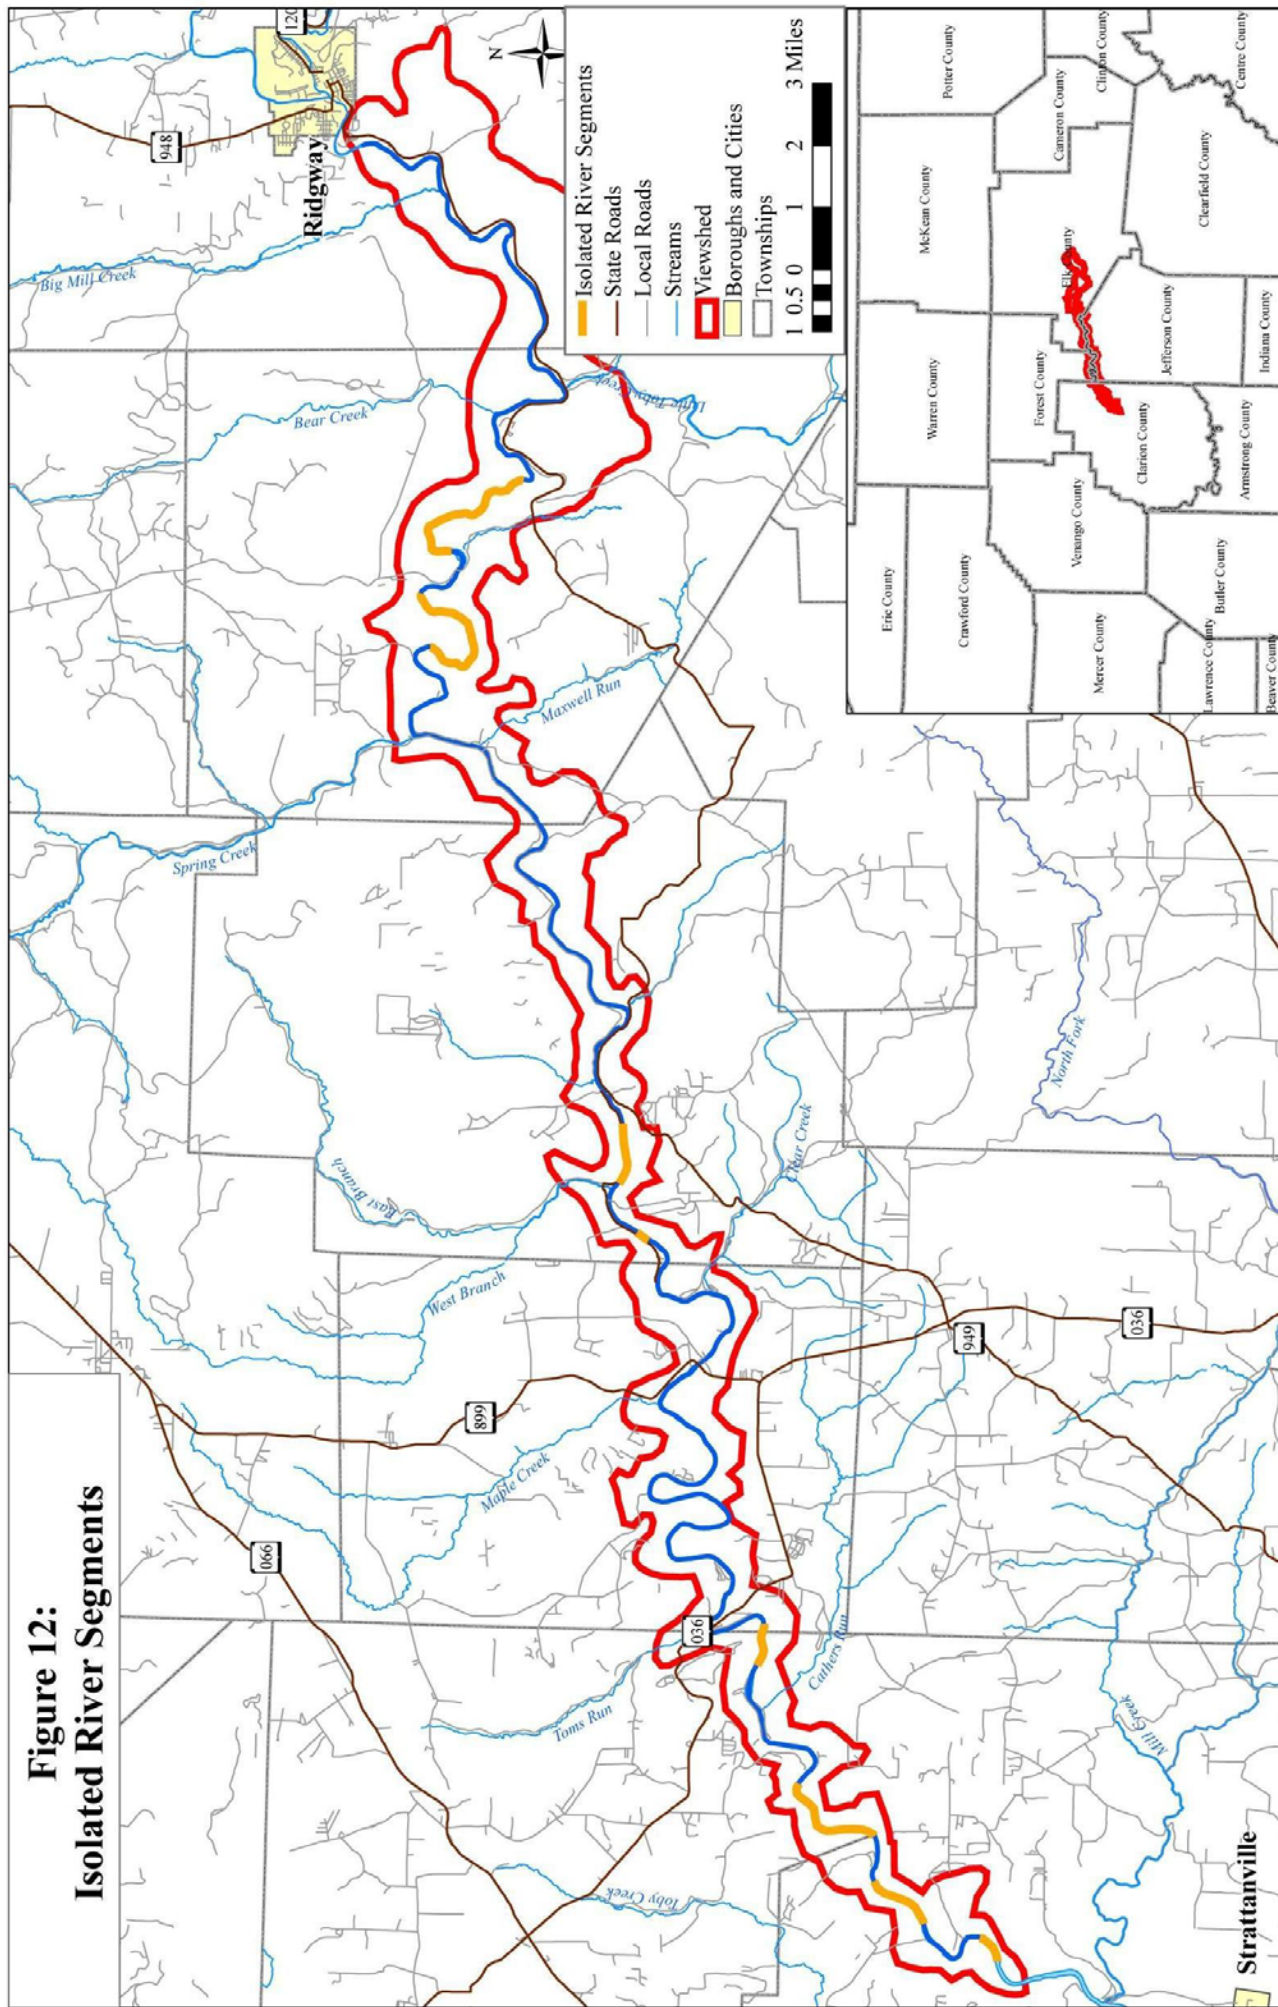 Figure 12:
Isolated River Segments
Ridgway
120
948
Big Mill Creek
Bear Creek
Little Toby Creek
Maxwell Run
Spring Creek
East Branch
West Branch
Clear Creek
North Fork
899
Maple Creek
066
949
036
036
Toms Run
Cathers Run
Mill Creek
Toby Creek
Strattanville
N
Isolated River Segments
State Roads
Local Roads
Streams
Viewshed
Boroughs and Cities
Townships
1 0.5 0 1 2 3 Miles
Erie County
Crawford County
Warren County
McKean County
Potter County
Forest County
Elk County
Cameron County
Clinton County
Centre County
Mercer County
Venango County
Clarion County
Jefferson County
Clearfield County
Lawrence County
Butler County
Armstrong County
Indiana County
Beaver County